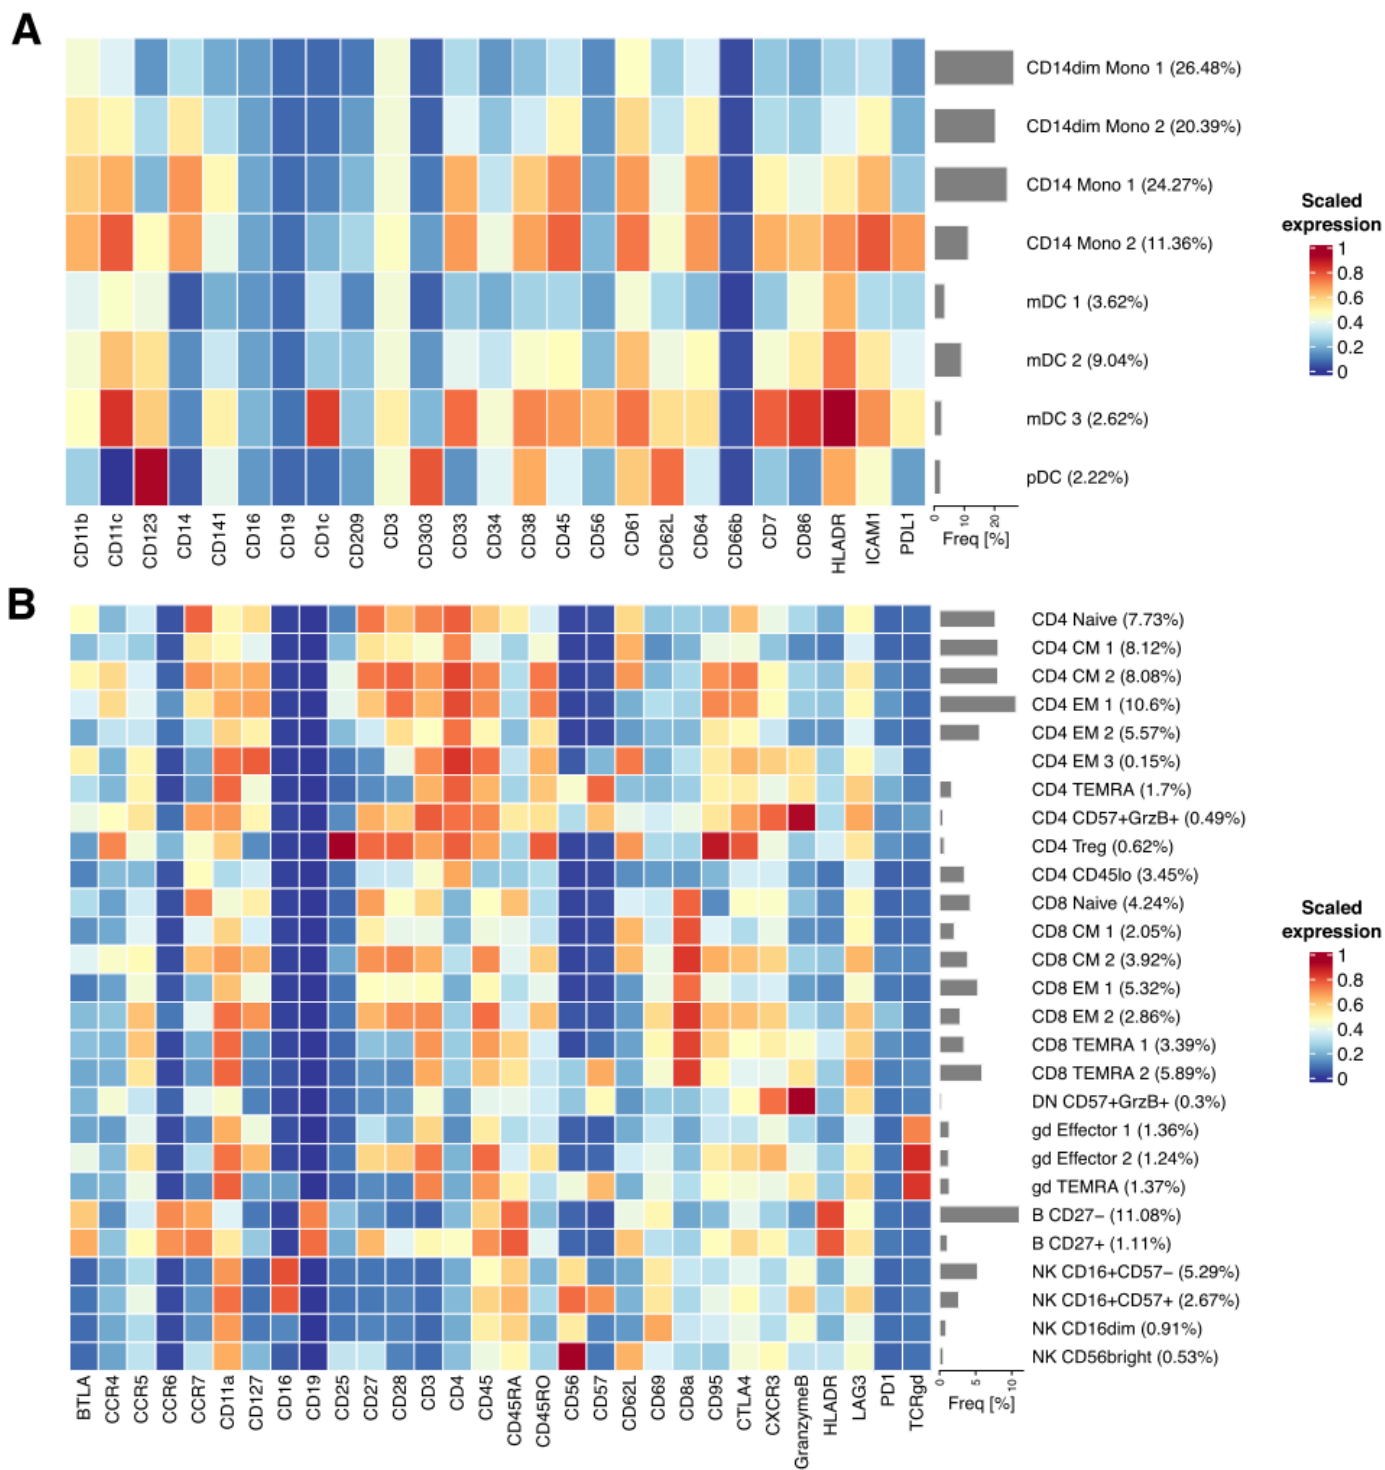 A
CD14dim Mono 1 (26.48%)
CD14dim Mono 2 (20.39%)
CD14 Mono 1 (24.27%)
CD14 Mono 2 (11.36%)
mDC 1 (3.62%)
mDC 2 (9.04%)
mDC 3 (2.62%)
pDC (2.22%)
Scaled
expression
1
0.8
0.6
0.4
0.2
0
CD11b
CD11c
CD123
CD14
CD141
CD16
CD19
CD1c
CD209
CD3
CD303
CD33
CD34
CD38
CD45
CD56
CD61
CD62L
CD64
CD66b
CD7
CD86
HLADR
ICAM1
PDL1
0
10
20
Freq [%]
B
CD4 Naive (7.73%)
CD4 CM 1 (8.12%)
CD4 CM 2 (8.08%)
CD4 EM 1 (10.6%)
CD4 EM 2 (5.57%)
CD4 EM 3 (0.15%)
CD4 TEMRA (1.7%)
CD4 CD57+GrzB+ (0.49%)
CD4 Treg (0.62%)
CD4 CD45lo (3.45%)
CD8 Naive (4.24%)
CD8 CM 1 (2.05%)
CD8 CM 2 (3.92%)
CD8 EM 1 (5.32%)
CD8 EM 2 (2.86%)
CD8 TEMRA 1 (3.39%)
CD8 TEMRA 2 (5.89%)
DN CD57+GrzB+ (0.3%)
gd Effector 1 (1.36%)
gd Effector 2 (1.24%)
gd TEMRA (1.37%)
B CD27− (11.08%)
B CD27+ (1.11%)
NK CD16+CD57− (5.29%)
NK CD16+CD57+ (2.67%)
NK CD16dim (0.91%)
NK CD56bright (0.53%)
Scaled
expression
1
0.8
0.6
0.4
0.2
0
BTLA
CCR4
CCR5
CCR6
CCR7
CD11a
CD127
CD16
CD19
CD25
CD27
CD28
CD3
CD4
CD45
CD45RA
CD45RO
CD56
CD57
CD62L
CD69
CD8a
CD95
CTLA4
CXCR3
GranzymeB
HLADR
LAG3
PD1
TCRgd
0
5
10
Freq [%]